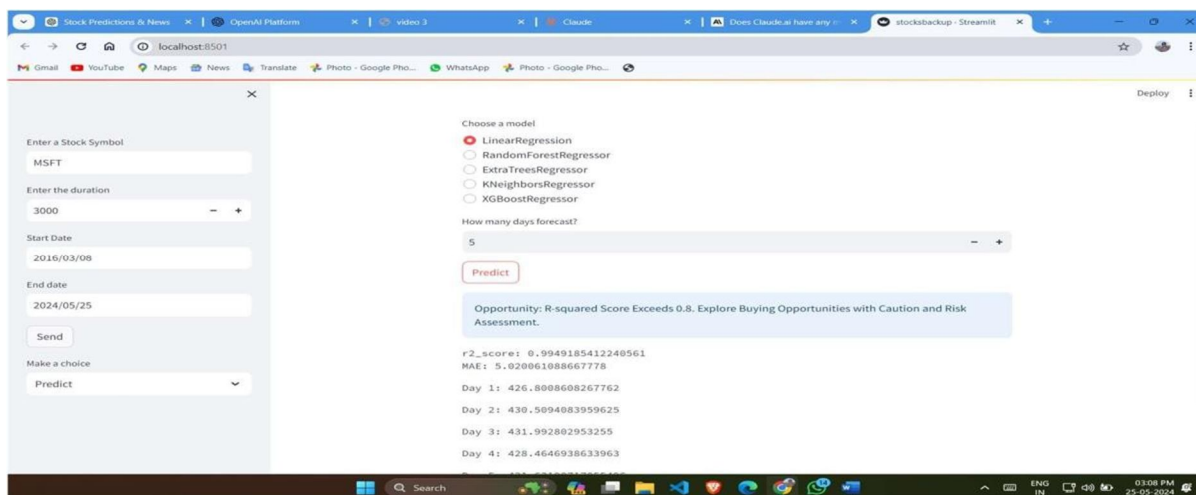 Stock Predictions & News
OpenAI Platform
video 3
Claude
Does Claude.ai have any
stocksbackup - Streamlit
localhost:8501
Gmail
YouTube
Maps
News
Translate
Photo - Google Pho...
WhatsApp
Photo - Google Pho...
Deploy
Enter a Stock Symbol
MSFT
Enter the duration
3000
Start Date
2016/03/08
End date
2024/05/25
Send
Make a choice
Predict
Choose a model
LinearRegression
RandomForestRegressor
ExtraTreesRegressor
KNeighborsRegressor
XGBoostRegressor
How many days forecast?
5
Predict
Opportunity: R-squared Score Exceeds 0.8. Explore Buying Opportunities with Caution and Risk
Assessment.
r2_score: 0.9949185412240561
MAE: 5.020061088667778
Day 1: 426.8008608267762
Day 2: 430.5094083959625
Day 3: 431.992802953255
Day 4: 428.4646938633963
Search
ENG
IN
03:08 PM
25-05-2024